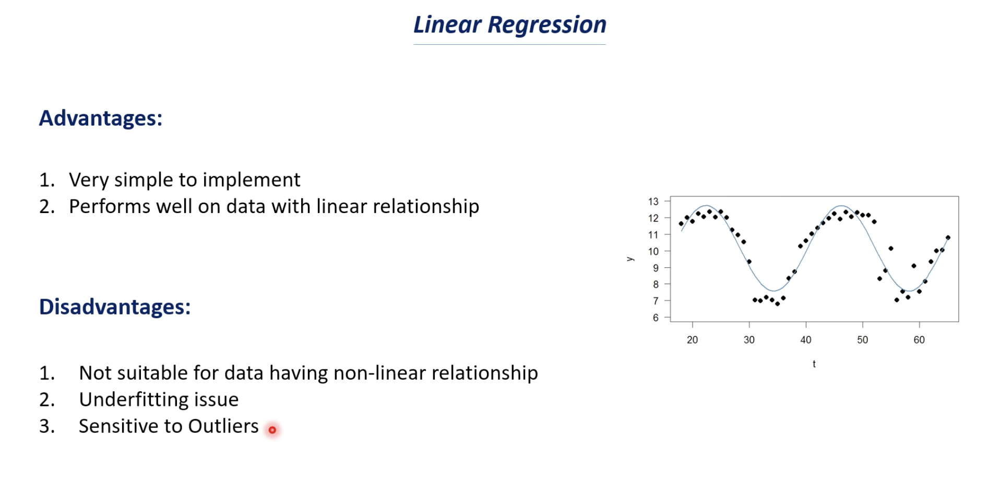 Linear Regression
Advantages:
1. Very simple to implement
2. Performs well on data with linear relationship
Disadvantages:
1. Not suitable for data having non-linear relationship
2. Underfitting issue
3. Sensitive to Outliers
13
12
11
10
9
8
7
6
y
20 30 40 50 60
t